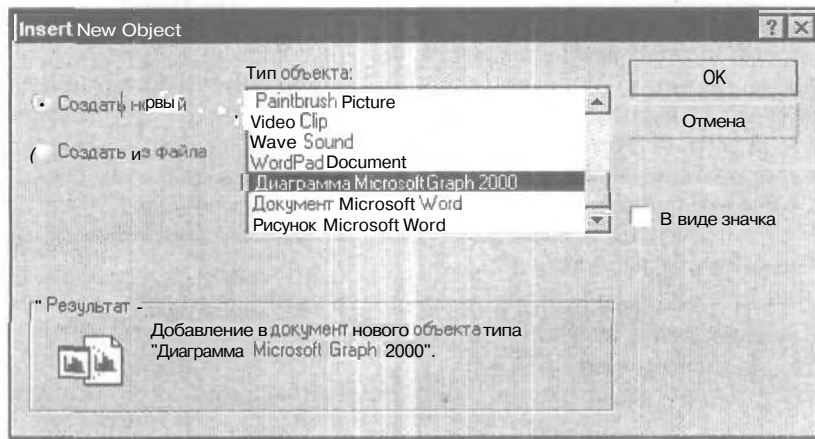 Insert New Object
Тип объекта:
Создать новый
Создать из файла
Paintbrush Picture
Video Clip
Wave Sound
WordPad Document
Диаграмма Microsoft Graph 2000
Документ Microsoft Word
Рисунок Microsoft Word
OK
Отмена
В виде значка
Результат
Добавление в документ нового объекта типа
"Диаграмма Microsoft Graph 2000".